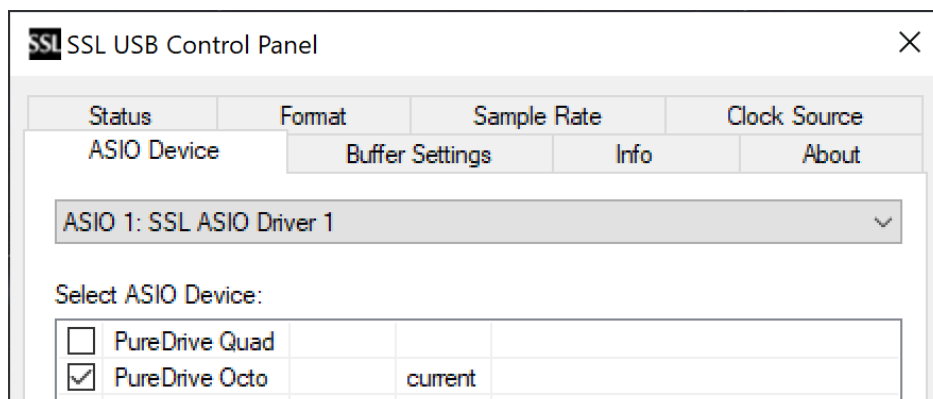 SSL SSL USB Control Panel
Status Format Sample Rate Clock Source
ASIO Device Buffer Settings Info About
ASIO 1: SSL ASIO Driver 1
Select ASIO Device:
PureDrive Quad
PureDrive Octo current